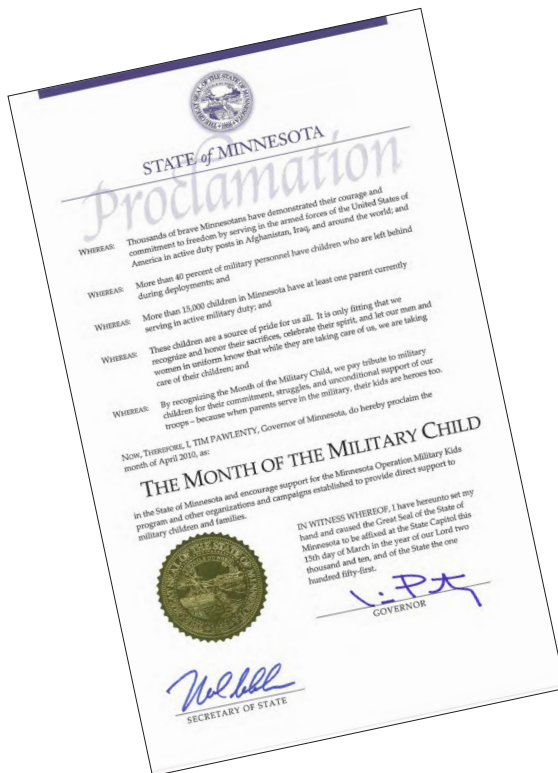 STATE of MINNESOTA
Proclamation
WHEREAS: Thousands of brave Minnesotans have demonstrated their courage and
commitment to freedom by serving in the armed forces of the United States of
America in active duty posts in Afghanistan, Iraq, and around the world; and
WHEREAS: More than 40 percent of military personnel have children who are left behind
during deployments; and
WHEREAS: More than 15,000 children in Minnesota have at least one parent currently
serving in active military duty; and
WHEREAS: These children are a source of pride for us all. It is only fitting that we
recognize and honor their sacrifices, celebrate their spirit, and let our men and
women in uniform know that while they are taking care of us, we are taking
care of their children; and
WHEREAS: By recognizing the Month of the Military Child, we pay tribute to military
children for their commitment, struggles, and unconditional support of our
troops – because when parents serve in the military, their kids are heroes too.
NOW, THEREFORE, I, TIM PAWLENTY, Governor of Minnesota, do hereby proclaim the
month of April 2010, as:
THE MONTH OF THE MILITARY CHILD
in the State of Minnesota and encourage support for the Minnesota Operation Military Kids
program and other organizations and campaigns established to provide direct support to
military children and families.
IN WITNESS WHEREOF, I have hereunto set my
hand and caused the Great Seal of the State of
Minnesota to be affixed at the State Capitol this
15th day of March in the year of our Lord two
thousand and ten, and of the State the one
hundred fifty-first.
GOVERNOR
SECRETARY OF STATE